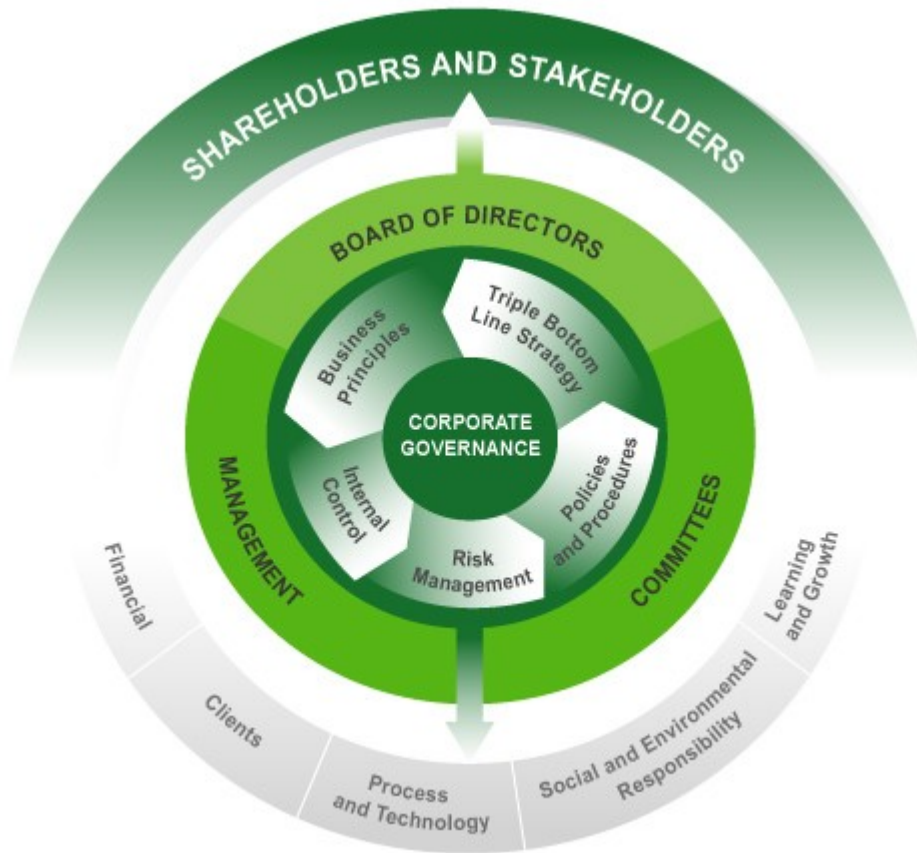 SHAREHOLDERS AND STAKEHOLDERS
BOARD OF DIRECTORS
Business
Principles
Triple Bottom
Line Strategy
CORPORATE
GOVERNANCE
Internal
Control
Risk
Management
Policies
and Procedures
MANAGEMENT
COMMITTEES
Financial
Clients
Process
and Technology
Social and Environmental
Responsibility
Learning
and Growth